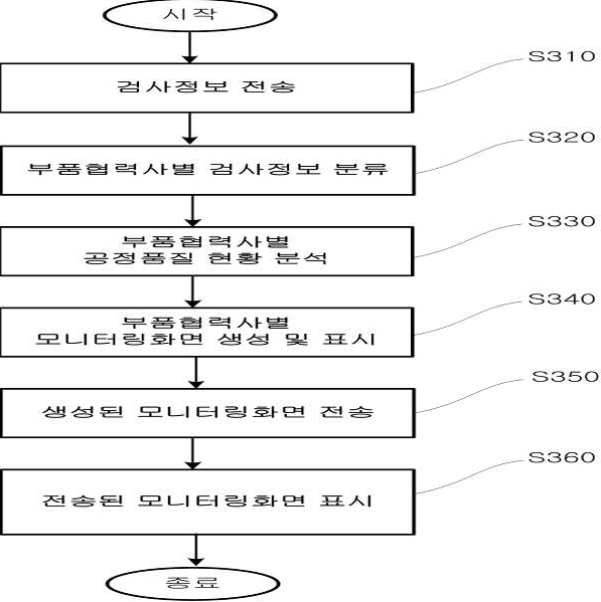 시작
S310
검사정보 전송
S320
부품협력사별 검사정보 분류
S330
부품협력사별
공정품질 현황 분석
S340
부품협력사별
모니터링화면 생성 및 표시
S350
생성된 모니터링화면 전송
S360
전송된 모니터링화면 표시
종료